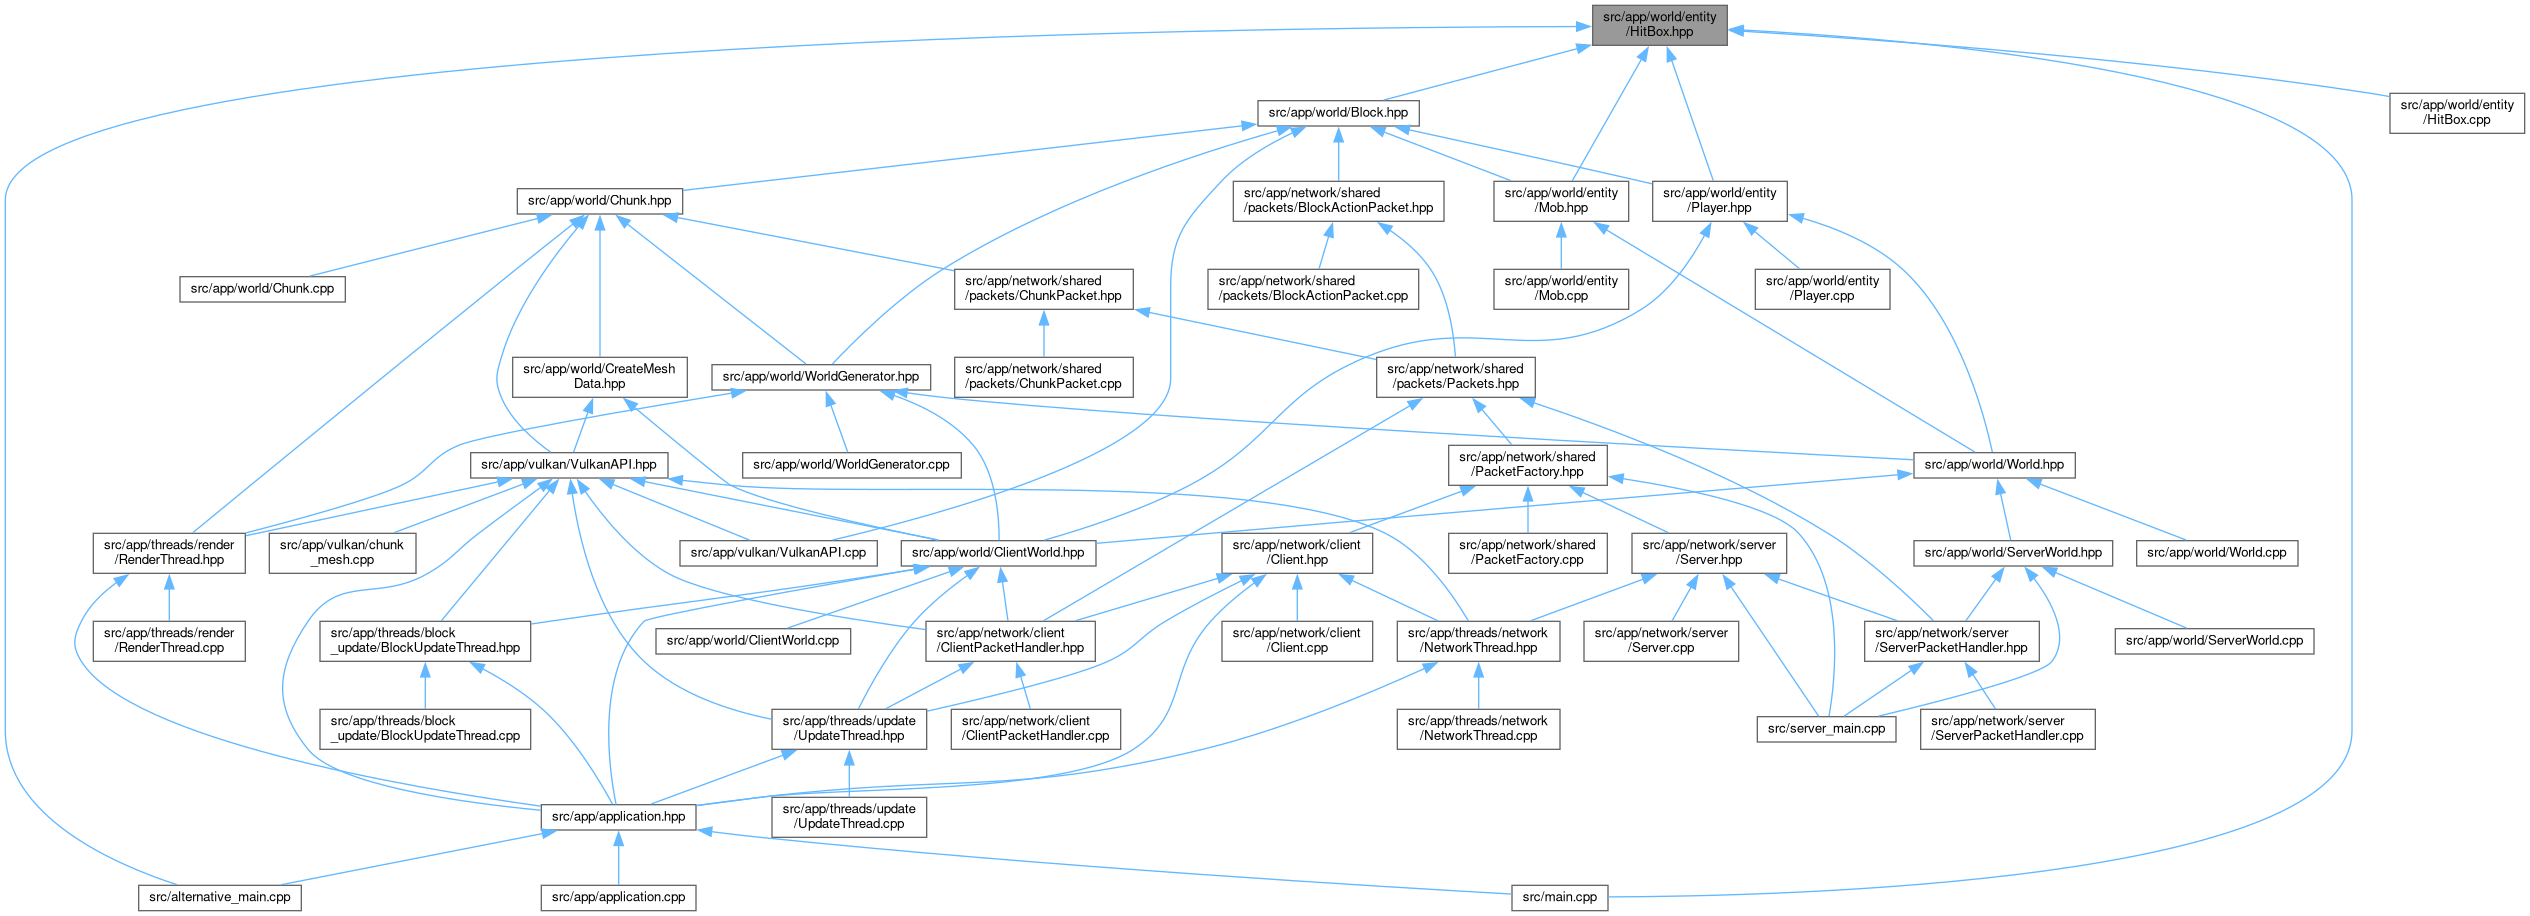 src/app/world/entity
/HitBox.hpp
src/app/world/entity
/HitBox.cpp
src/app/world/Block.hpp
src/app/world/Chunk.hpp
src/app/network/shared
/packets/BlockActionPacket.hpp
src/app/world/entity
/Mob.hpp
src/app/world/entity
/Player.hpp
src/app/world/Chunk.cpp
src/app/network/shared
/packets/ChunkPacket.hpp
src/app/network/shared
/packets/BlockActionPacket.cpp
src/app/world/entity
/Mob.cpp
src/app/world/entity
/Player.cpp
src/app/world/CreateMesh
Data.hpp
src/app/world/WorldGenerator.hpp
src/app/network/shared
/packets/ChunkPacket.cpp
src/app/network/shared
/packets/Packets.hpp
src/app/vulkan/VulkanAPI.hpp
src/app/world/WorldGenerator.cpp
src/app/network/shared
/PacketFactory.hpp
src/app/world/World.hpp
src/app/threads/render
/RenderThread.hpp
src/app/vulkan/chunk
_mesh.cpp
src/app/vulkan/VulkanAPI.cpp
src/app/world/ClientWorld.hpp
src/app/network/client
/Client.hpp
src/app/network/shared
/PacketFactory.cpp
src/app/network/server
/Server.hpp
src/app/world/ServerWorld.hpp
src/app/world/World.cpp
src/app/threads/render
/RenderThread.cpp
src/app/threads/block
_update/BlockUpdateThread.hpp
src/app/world/ClientWorld.cpp
src/app/network/client
/ClientPacketHandler.hpp
src/app/network/client
/Client.cpp
src/app/threads/network
/NetworkThread.hpp
src/app/network/server
/Server.cpp
src/app/network/server
/ServerPacketHandler.hpp
src/app/world/ServerWorld.cpp
src/app/threads/block
_update/BlockUpdateThread.cpp
src/app/threads/update
/UpdateThread.hpp
src/app/network/client
/ClientPacketHandler.cpp
src/app/threads/network
/NetworkThread.cpp
src/server_main.cpp
src/app/network/server
/ServerPacketHandler.cpp
src/app/application.hpp
src/app/threads/update
/UpdateThread.cpp
src/alternative_main.cpp
src/app/application.cpp
src/main.cpp